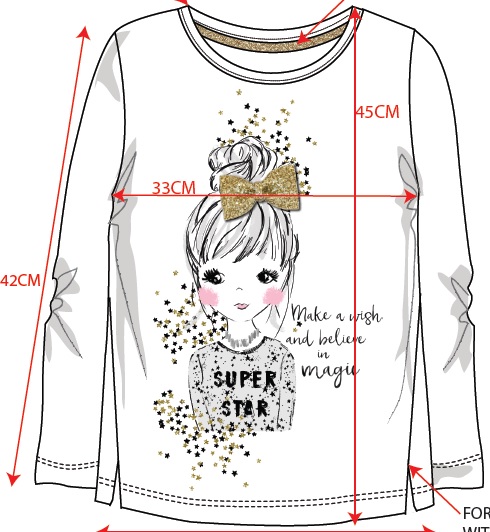 45CM
33CM
42CM
Make a wish
and believe
in
magic
SUPER
STAR
FOR
WIT